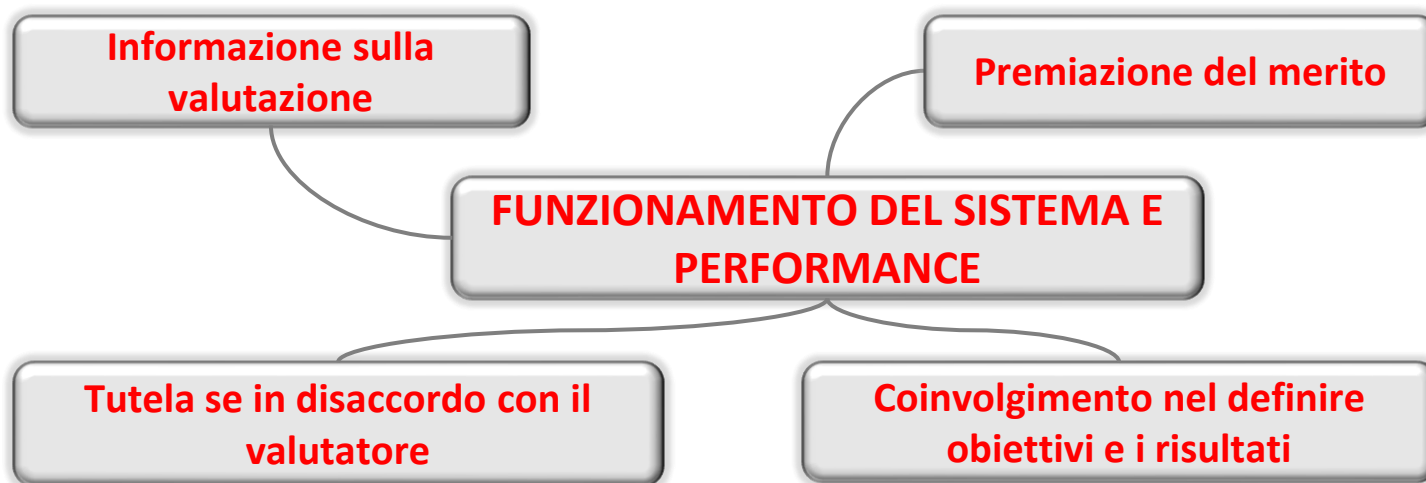 Informazione sulla
valutazione
Premiazione del merito
FUNZIONAMENTO DEL SISTEMA E
PERFORMANCE
Tutela se in disaccordo con il
valutatore
Coinvolgimento nel definire
obiettivi e i risultati